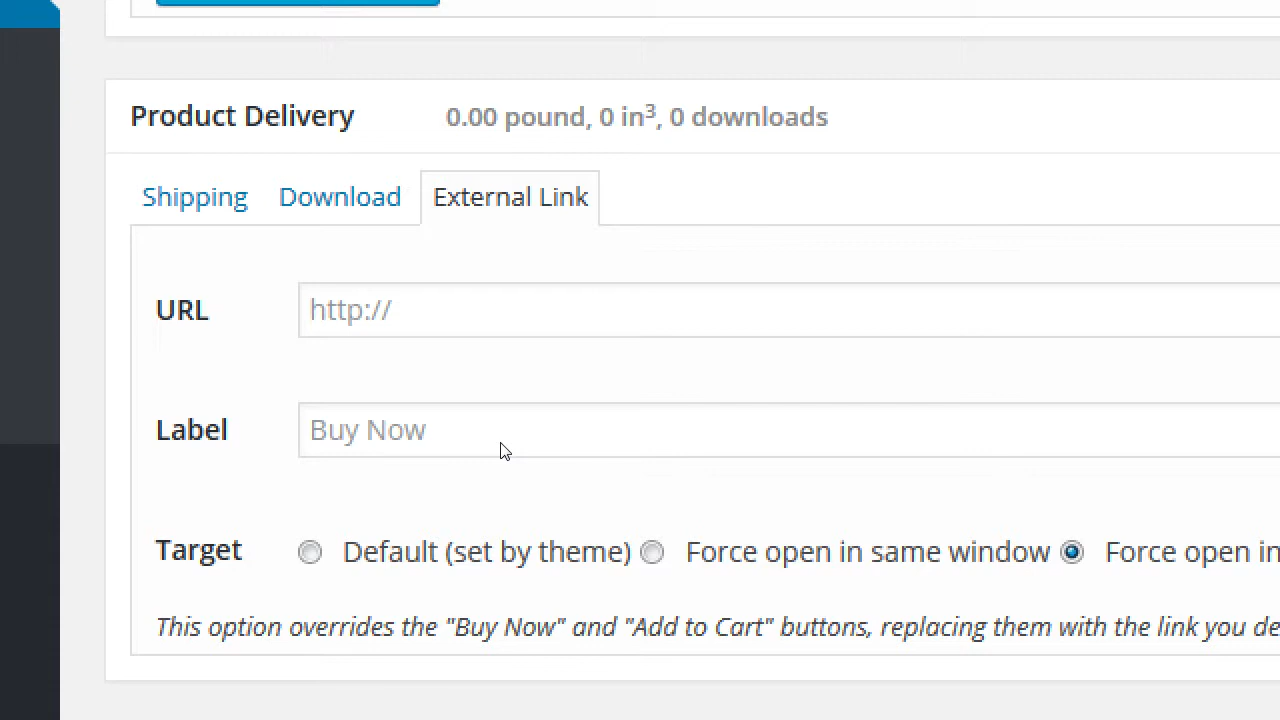 Product Delivery 0.00 pound, 0 in³, 0 downloads
Shipping Download External Link
URL http://
Label Buy Now
Target Default (set by theme) Force open in same window Force open in
This option overrides the "Buy Now" and "Add to Cart" buttons, replacing them with the link you de